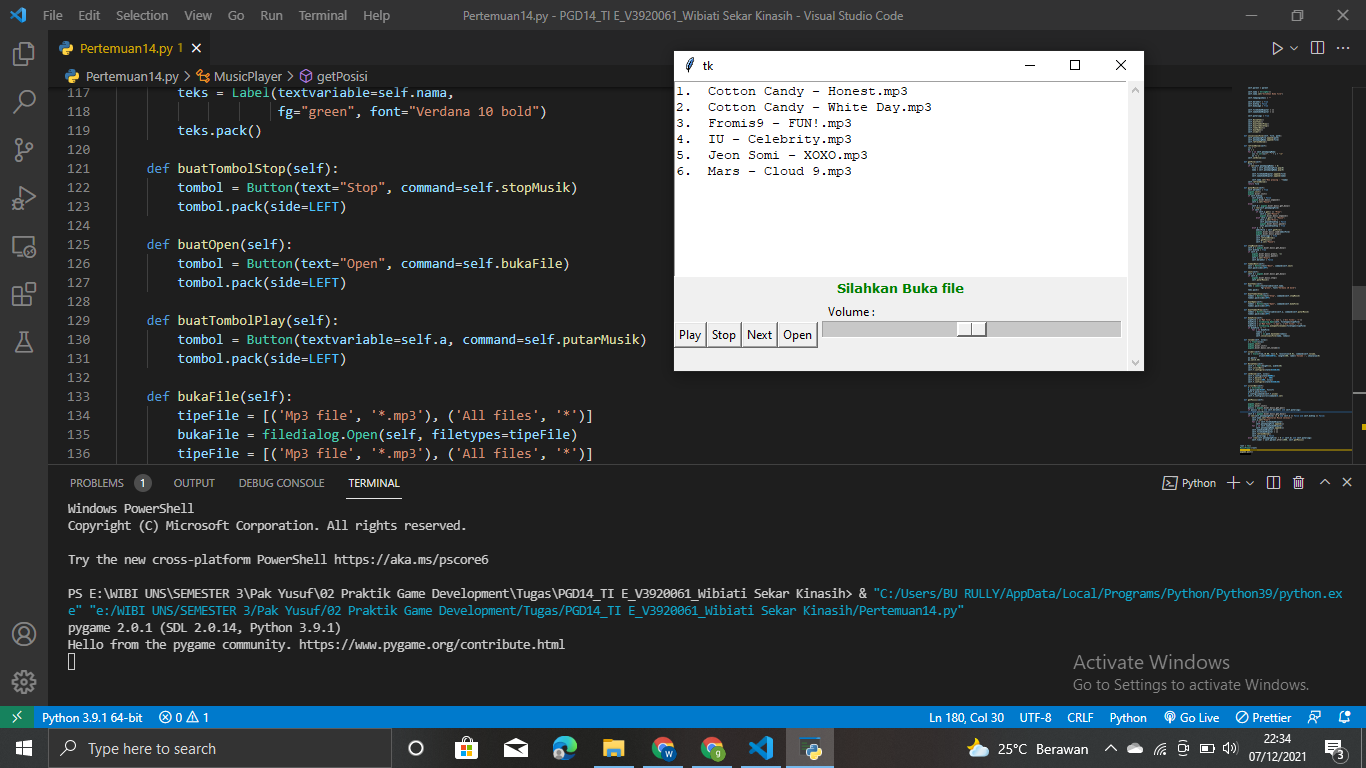 File Edit Selection View Go Run Terminal Help Pertemuan14.py - PGD14_TI E_V3920061_Wibiati Sekar Kinasih - Visual Studio Code
Pertemuan14.py 1
Pertemuan14.py > MusicPlayer > getPosisi
117 teks = Label(textvariable=self.nama,
118 fg="green", font="Verdana 10 bold")
119 teks.pack()
120
121 def buatTombolStop(self):
122 tombol = Button(text="Stop", command=self.stopMusik)
123 tombol.pack(side=LEFT)
124
125 def buatOpen(self):
126 tombol = Button(text="Open", command=self.bukaFile)
127 tombol.pack(side=LEFT)
128
129 def buatTombolPlay(self):
130 tombol = Button(textvariable=self.a, command=self.putarMusik)
131 tombol.pack(side=LEFT)
132
133 def bukaFile(self):
134 tipeFile = [('Mp3 file', '*.mp3'), ('All files', '*')]
135 bukaFile = filedialog.Open(self, filetypes=tipeFile)
136 tipeFile = [('Mp3 file', '*.mp3'), ('All files', '*')]
tk
1. Cotton Candy - Honest.mp3
2. Cotton Candy - White Day.mp3
3. Fromis9 - FUN!.mp3
4. IU - Celebrity.mp3
5. Jeon Somi - XOXO.mp3
6. Mars - Cloud 9.mp3
Silahkan Buka file
Volume :
Play Stop Next Open
PROBLEMS 1 OUTPUT DEBUG CONSOLE TERMINAL Python
Windows PowerShell
Copyright (C) Microsoft Corporation. All rights reserved.
Try the new cross-platform PowerShell https://aka.ms/pscore6
PS E:\WIBI UNS\SEMESTER 3\Pak Yusuf\02 Praktik Game Development\Tugas\PGD14_TI E_V3920061_Wibiati Sekar Kinasih> & "C:/Users/BU RULLY/AppData/Local/Programs/Python/Python39/python.ex
e" "e:/WIBI UNS/SEMESTER 3/Pak Yusuf/02 Praktik Game Development/Tugas/PGD14_TI E_V3920061_Wibiati Sekar Kinasih/Pertemuan14.py"
pygame 2.0.1 (SDL 2.0.14, Python 3.9.1)
Hello from the pygame community. https://www.pygame.org/contribute.html
Activate Windows
Go to Settings to activate Windows.
Python 3.9.1 64-bit 0 1 Ln 180, Col 30 UTF-8 CRLF Python Go Live Prettier
Type here to search 25°C Berawan 22:34
07/12/2021 3